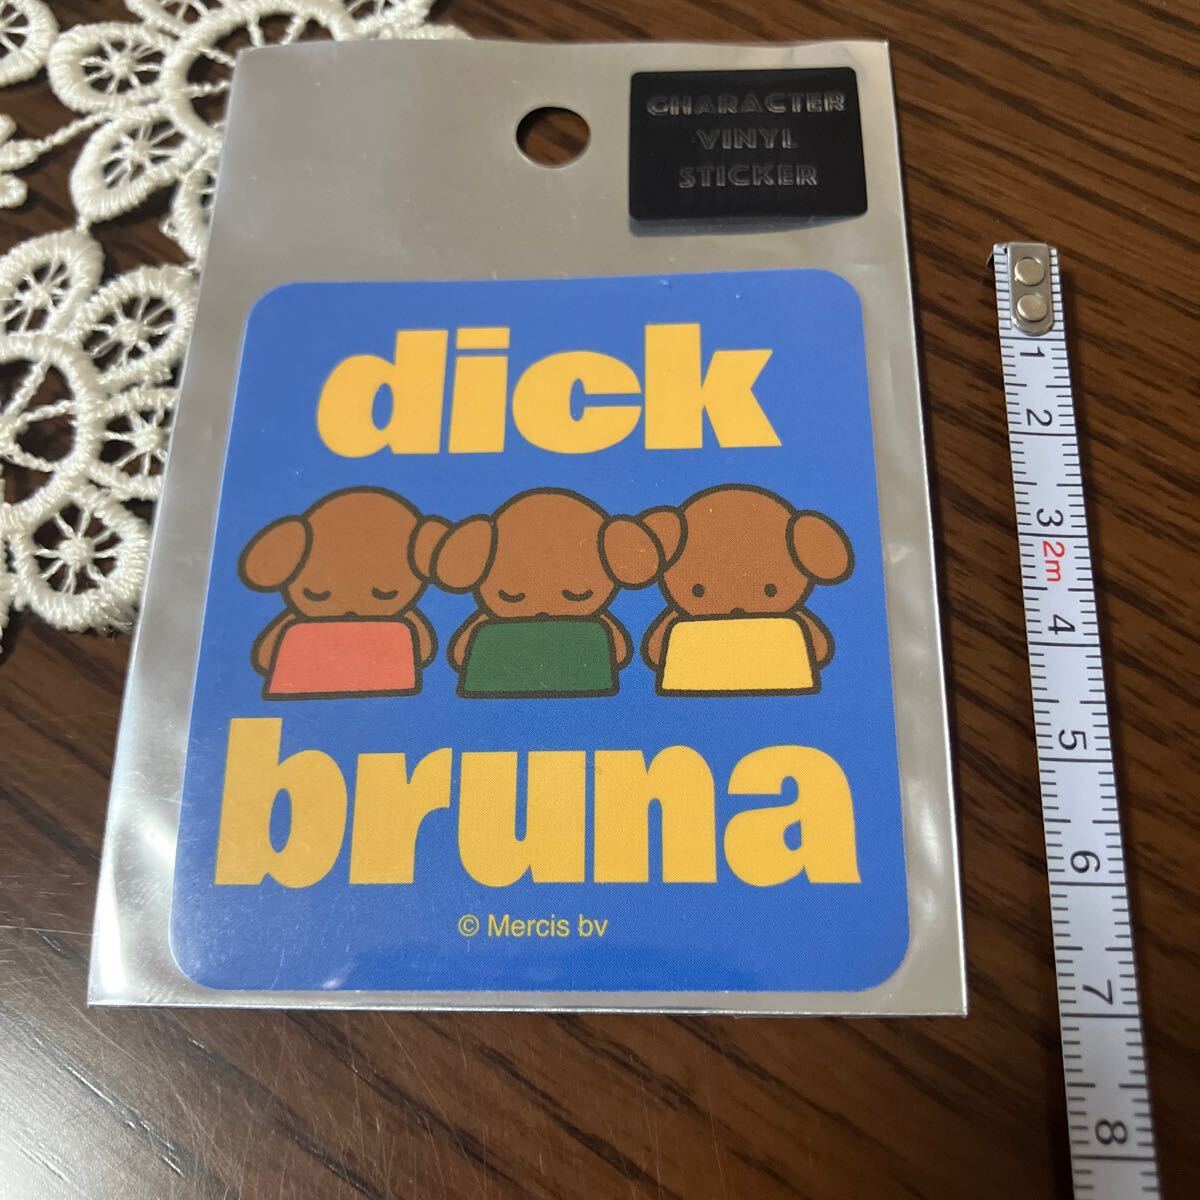 CHARACTER
VINYL
STICKER
dick
bruna
© Mercis bv
1
2
3
2m
4
5
6
7
8